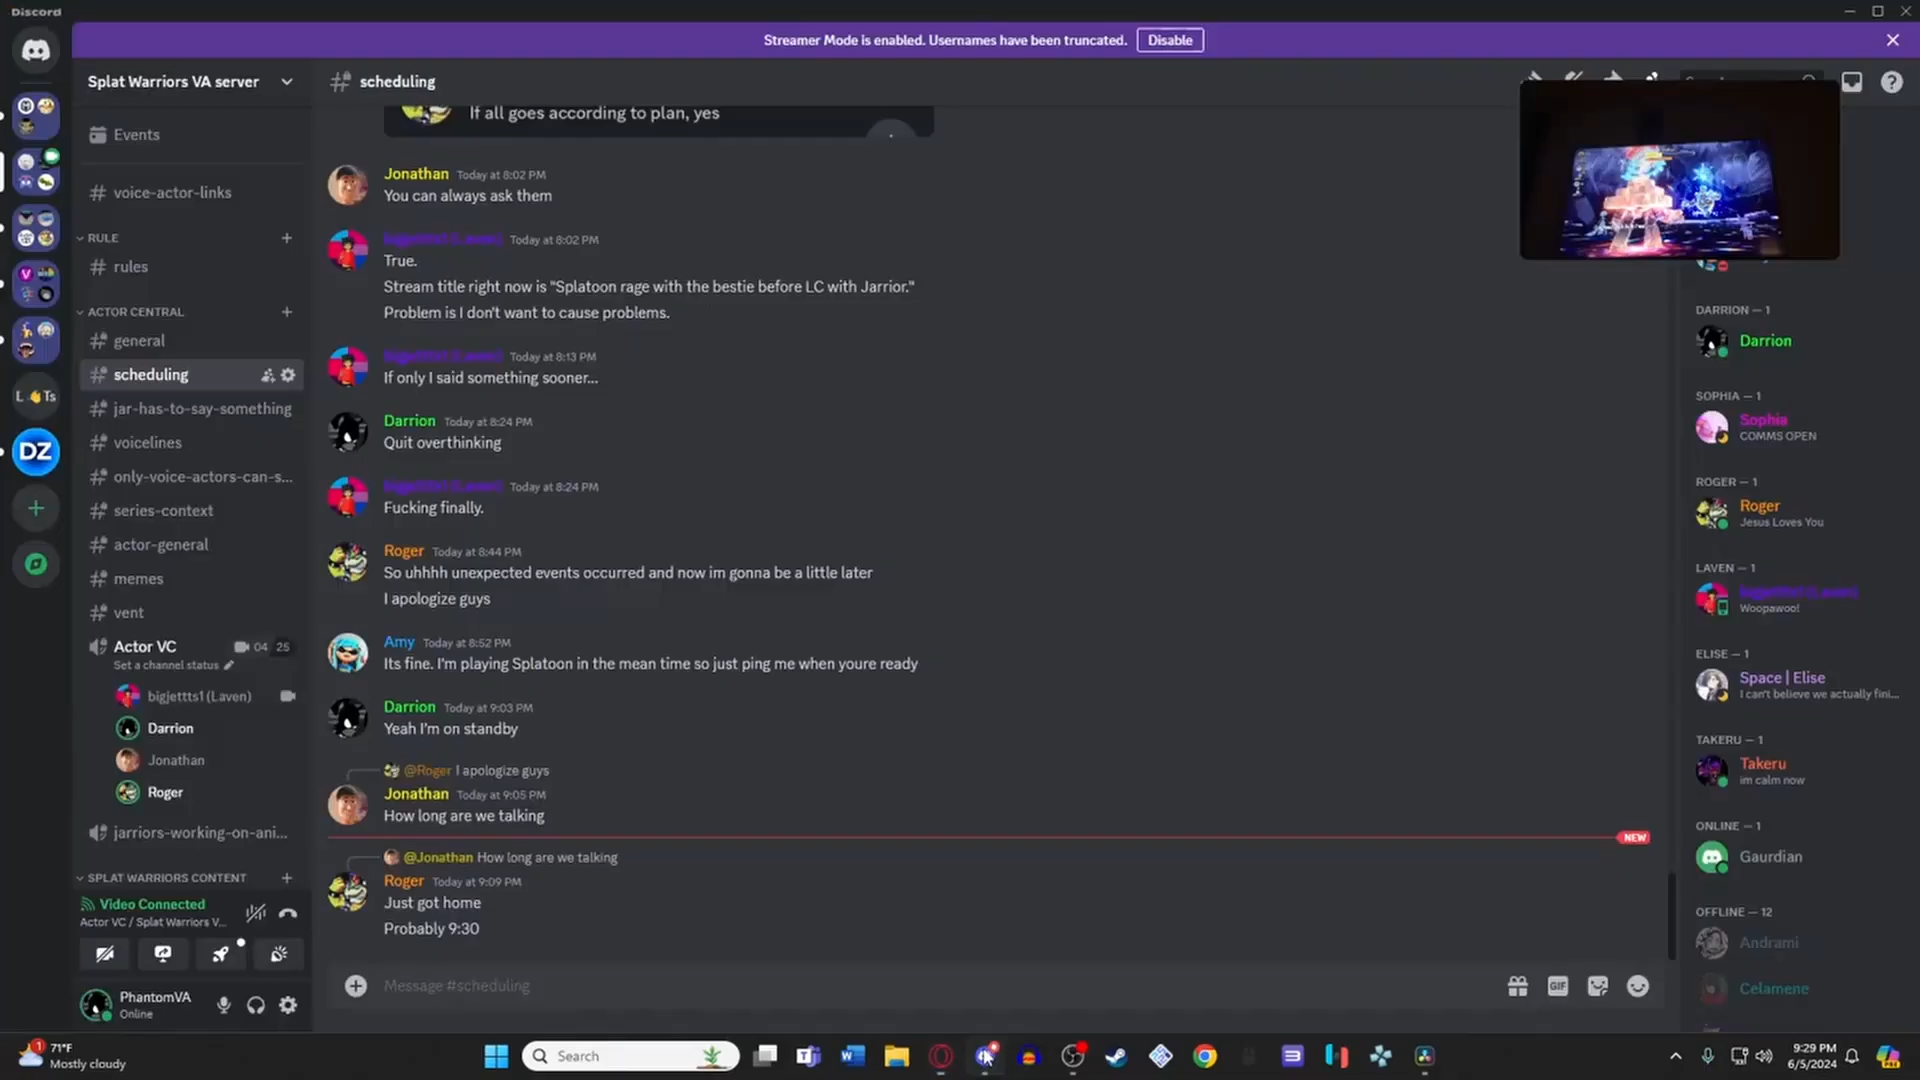 Discord
Streamer Mode is enabled. Usernames have been truncated. Disable
Splat Warriors VA server
Events
voice-actor-links
RULE
rules
ACTOR CENTRAL
general
scheduling
jar-has-to-say-something
voicelines
only-voice-actors-can-s...
series-context
actor-general
memes
vent
Actor VC 04 25
Set a channel status
bigjettts1 (Laven)
Darrion
Jonathan
Roger
jarriors-working-on-ani...
SPLAT WARRIORS CONTENT
Video Connected
Actor VC / Splat Warriors V...
PhantomVA
Online
L Ts
DZ
scheduling
If all goes according to plan, yes
Jonathan Today at 8:02 PM
You can always ask them
bigjettts1 (Laven) Today at 8:02 PM
True.
Stream title right now is "Splatoon rage with the bestie before LC with Jarrior."
Problem is I don't want to cause problems.
bigjettts1 (Laven) Today at 8:13 PM
If only I said something sooner...
Darrion Today at 8:24 PM
Quit overthinking
bigjettts1 (Laven) Today at 8:24 PM
Fucking finally.
Roger Today at 8:44 PM
So uhhhh unexpected events occurred and now im gonna be a little later
I apologize guys
Amy Today at 8:52 PM
Its fine. I'm playing Splatoon in the mean time so just ping me when youre ready
Darrion Today at 9:03 PM
Yeah I'm on standby
@Roger I apologize guys
Jonathan Today at 9:05 PM
How long are we talking
NEW
@Jonathan How long are we talking
Roger Today at 9:09 PM
Just got home
Probably 9:30
Message #scheduling
GIF
DARRION — 1
Darrion
SOPHIA — 1
Sophia
COMMS OPEN
ROGER — 1
Roger
Jesus Loves You
LAVEN — 1
bigjettts1 (Laven)
Woopawoo!
ELISE — 1
Space | Elise
I can't believe we actually fini...
TAKERU — 1
Takeru
im calm now
ONLINE — 1
Gaurdian
OFFLINE — 12
Andrami
Celamene
1
71°F
Mostly cloudy
Search
9:29 PM
6/5/2024